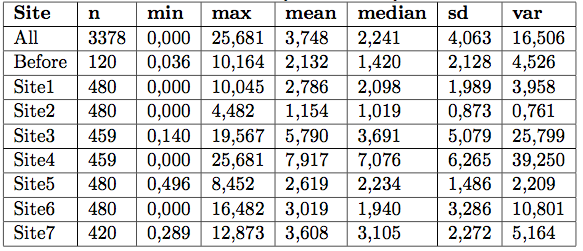 Site n min max mean median sd var
All 3378 0,000 25,681 3,748 2,241 4,063 16,506
Before 120 0,036 10,164 2,132 1,420 2,128 4,526
Site1 480 0,000 10,045 2,786 2,098 1,989 3,958
Site2 480 0,000 4,482 1,154 1,019 0,873 0,761
Site3 459 0,140 19,567 5,790 3,691 5,079 25,799
Site4 459 0,000 25,681 7,917 7,076 6,265 39,250
Site5 480 0,496 8,452 2,619 2,234 1,486 2,209
Site6 480 0,000 16,482 3,019 1,940 3,286 10,801
Site7 420 0,289 12,873 3,608 3,105 2,272 5,164